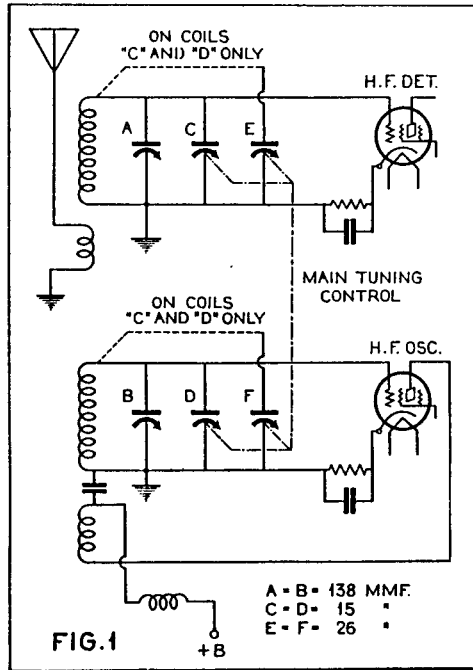 ON COILS
"C" AND "D" ONLY
H.F. DET.
A
C
E
MAIN TUNING
CONTROL
ON COILS
"C" AND "D" ONLY
H.F. OSC.
B
D
F
A = B = 138 MMF.
C = D = 15 "
E = F = 26 "
+B
FIG.1